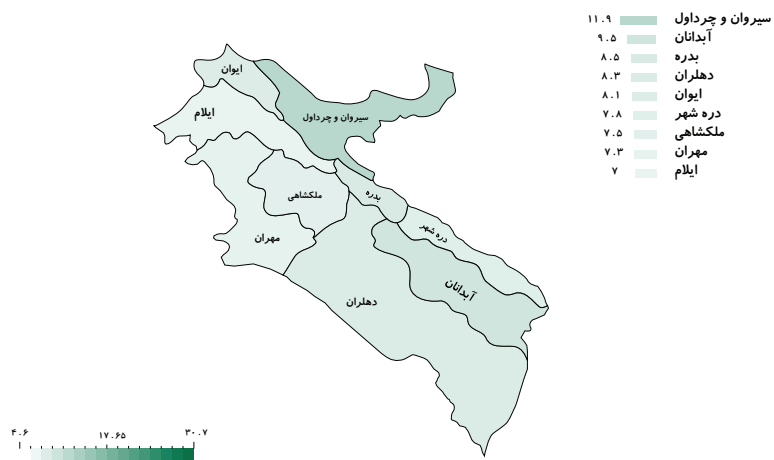 سیروان و چرداول ۱۱.۹
آبدانان ۹.۵
بدره ۸.۵
دهلران ۸.۳
ایوان ۸.۱
دره شهر ۷.۸
ملکشاهی ۷.۵
مهران ۷.۳
ایلام ۷
ایوان
ایلام
سیروان و چرداول
ملکشاهی
بدره
مهران
دره شهر
آبدانان
دهلران
۴.۶ ۱۷.۶۵ ۳۰.۷